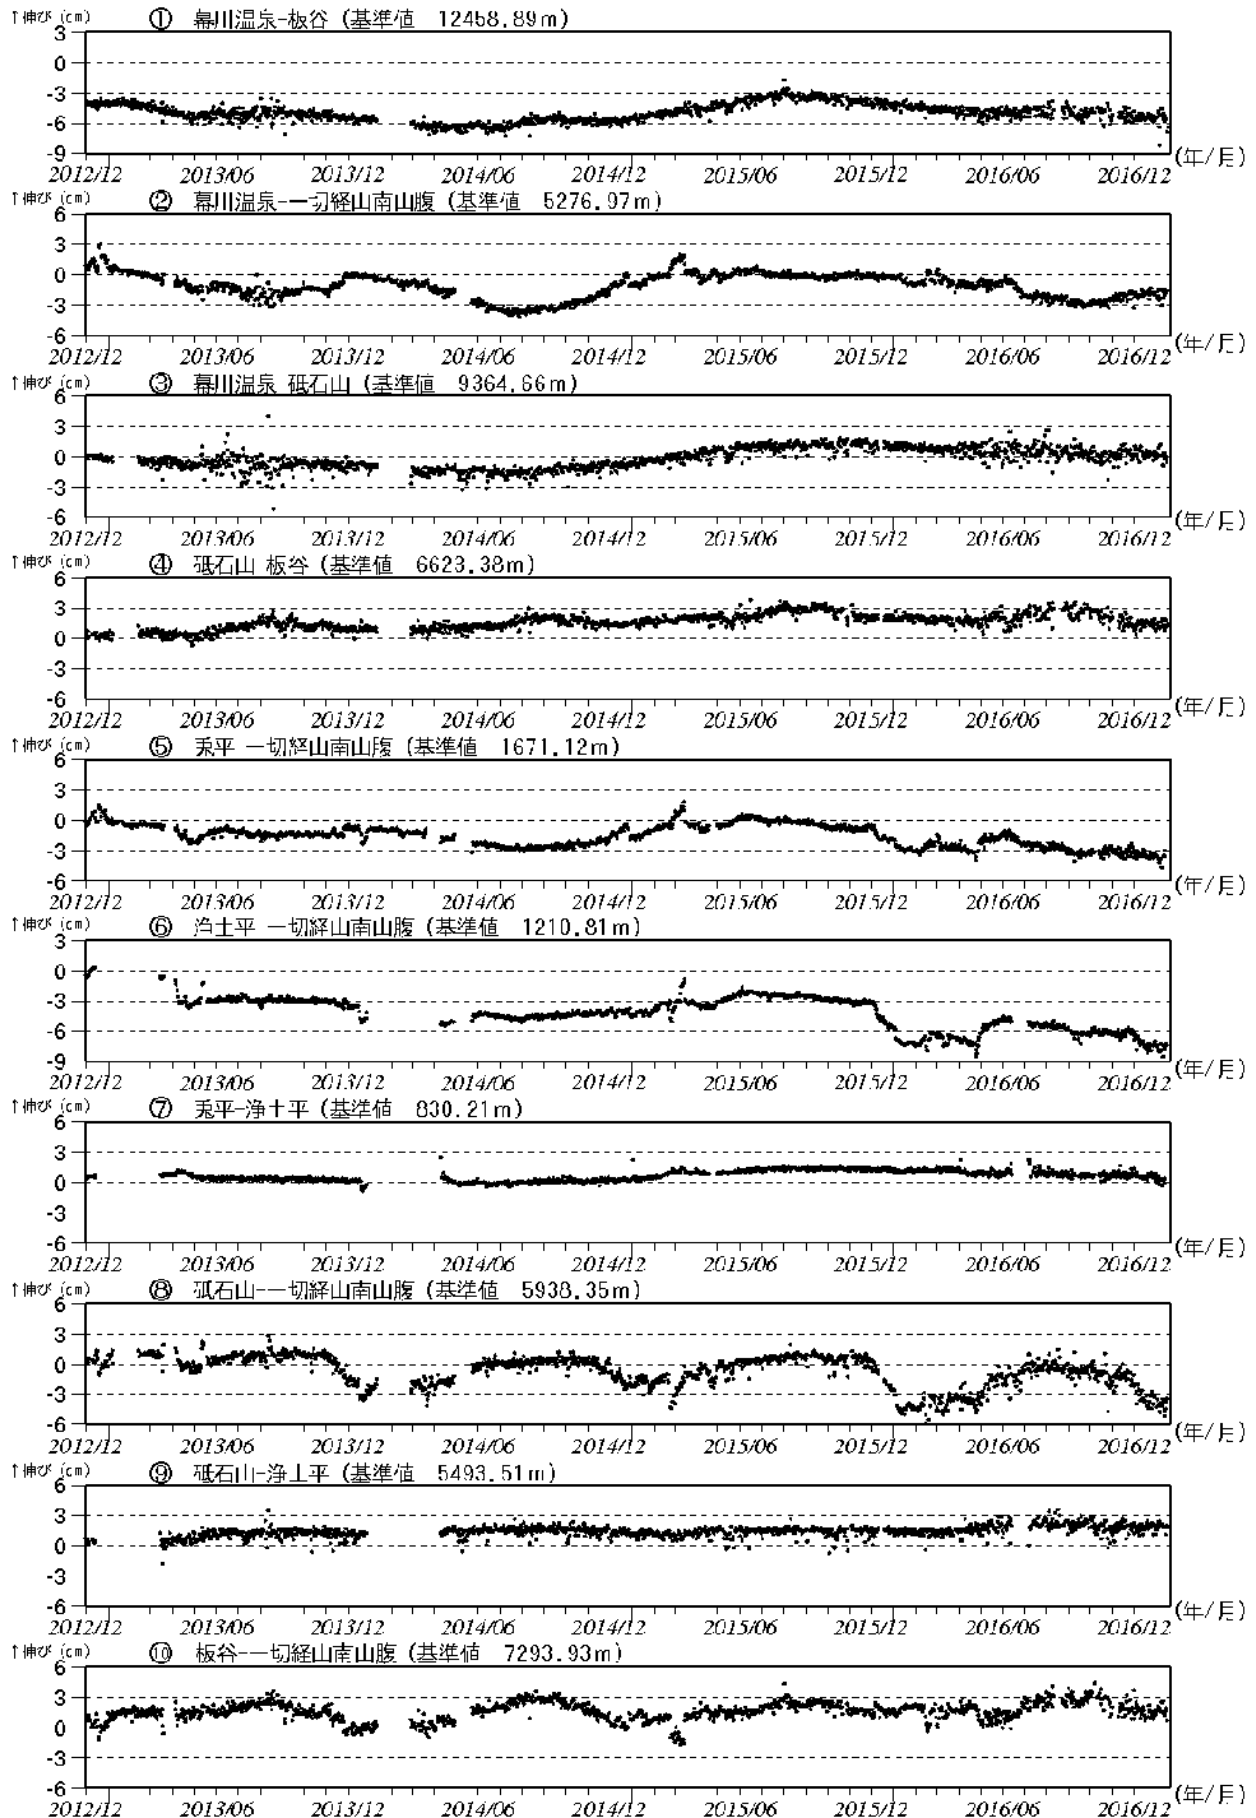 ↑伸び (cm) ① 幕川温泉-板谷 (基準値 12458.89m)
3
0
-3
-6
-9
2012/12 2013/06 2013/12 2014/06 2014/12 2015/06 2015/12 2016/06 2016/12 (年/月)
↑伸び (cm) ② 幕川温泉-一切経山南山腹 (基準値 5276.97m)
6
3
0
-3
-6
2012/12 2013/06 2013/12 2014/06 2014/12 2015/06 2015/12 2016/06 2016/12 (年/月)
↑伸び (cm) ③ 幕川温泉 砥石山 (基準値 9364.66m)
6
3
0
-3
-6
2012/12 2013/06 2013/12 2014/06 2014/12 2015/06 2015/12 2016/06 2016/12 (年/月)
↑伸び (cm) ④ 砥石山 板谷 (基準値 6623.38m)
6
3
0
-3
-6
2012/12 2013/06 2013/12 2014/06 2014/12 2015/06 2015/12 2016/06 2016/12 (年/月)
↑伸び (cm) ⑤ 兎平 一切経山南山腹 (基準値 1671.12m)
6
3
0
-3
-6
2012/12 2013/06 2013/12 2014/06 2014/12 2015/06 2015/12 2016/06 2016/12 (年/月)
↑伸び (cm) ⑥ 浄土平 一切経山南山腹 (基準値 1210.81m)
3
0
-3
-6
-9
2012/12 2013/06 2013/12 2014/06 2014/12 2015/06 2015/12 2016/06 2016/12 (年/月)
↑伸び (cm) ⑦ 兎平-浄土平 (基準値 830.21m)
6
3
0
-3
-6
2012/12 2013/06 2013/12 2014/06 2014/12 2015/06 2015/12 2016/06 2016/12 (年/月)
↑伸び (cm) ⑧ 砥石山-一切経山南山腹 (基準値 5938.35m)
6
3
0
-3
-6
2012/12 2013/06 2013/12 2014/06 2014/12 2015/06 2015/12 2016/06 2016/12 (年/月)
↑伸び (cm) ⑨ 砥石山-浄土平 (基準値 5493.51m)
6
3
0
-3
-6
2012/12 2013/06 2013/12 2014/06 2014/12 2015/06 2015/12 2016/06 2016/12 (年/月)
↑伸び (cm) ⑩ 板谷-一切経山南山腹 (基準値 7293.93m)
6
3
0
-3
-6
2012/12 2013/06 2013/12 2014/06 2014/12 2015/06 2015/12 2016/06 2016/12 (年/月)